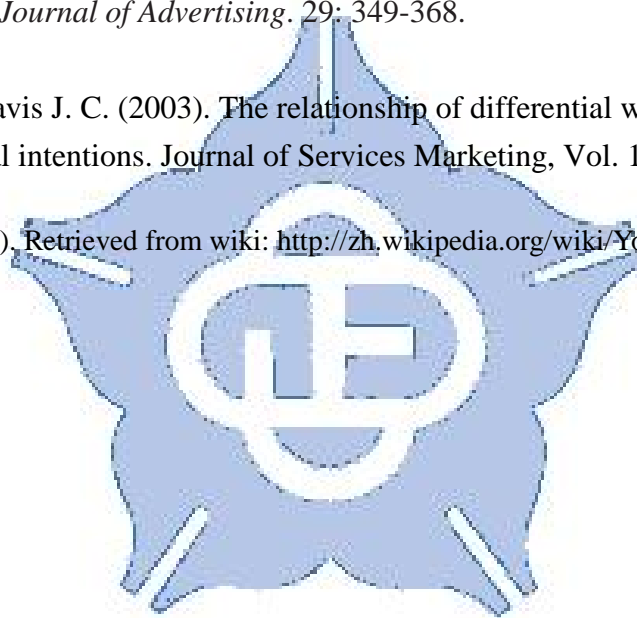 Journal of Advertising. 29: 349-368.
avis J. C. (2003). The relationship of differential w
al intentions. Journal of Services Marketing, Vol. 1
). Retrieved from wiki: http://zh.wikipedia.org/wiki/Yo